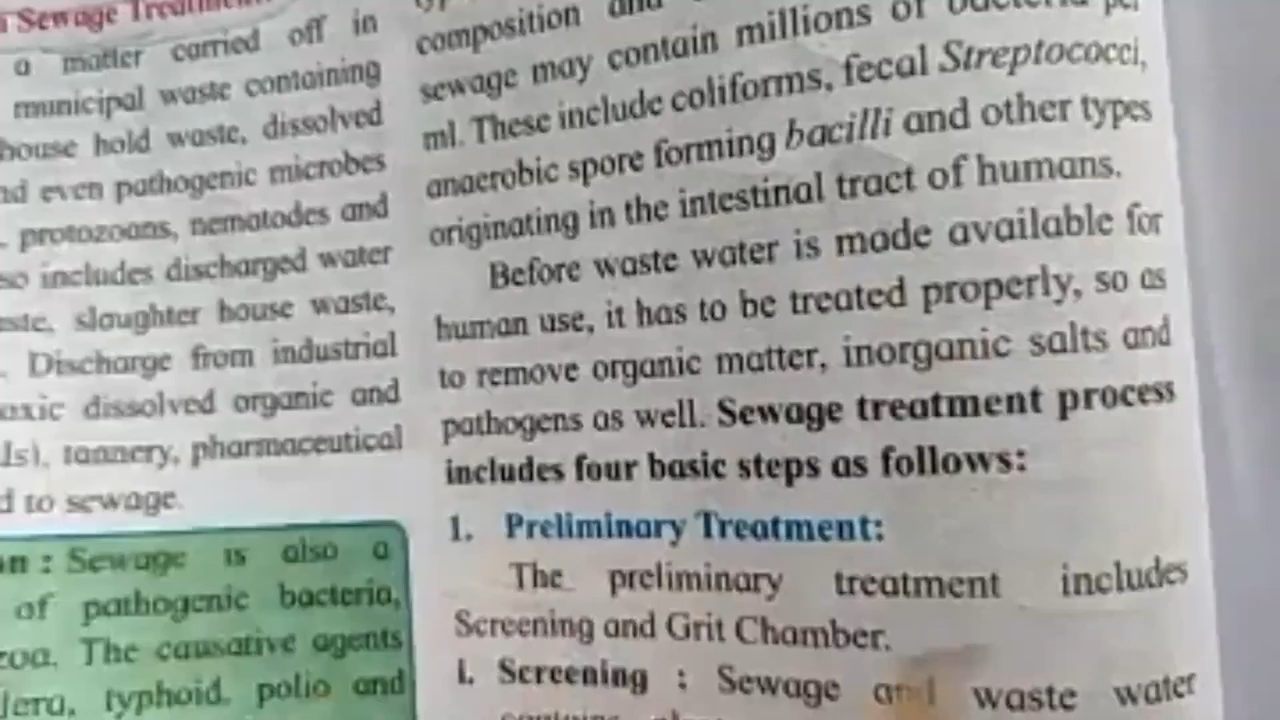 Sewage Treatment
a matter carried off in
municipal waste containing
house hold waste, dissolved
even pathogenic microbes
protozoans, nematodes and
includes discharged water
slaughter house waste,
Discharge from industrial
dissolved organic and
tannery, pharmaceutical
to sewage.
Sewage is also a
of pathogenic bacteria,
The causative agents
typhoid, polio and
composition and
sewage may contain millions of bacteria per
ml. These include coliforms, fecal Streptococci,
anaerobic spore forming bacilli and other types
originating in the intestinal tract of humans.
Before waste water is made available for
human use, it has to be treated properly, so as
to remove organic matter, inorganic salts and
pathogens as well. Sewage treatment process
includes four basic steps as follows:
1. Preliminary Treatment:
The preliminary treatment includes
Screening and Grit Chamber.
i. Screening : Sewage and waste water